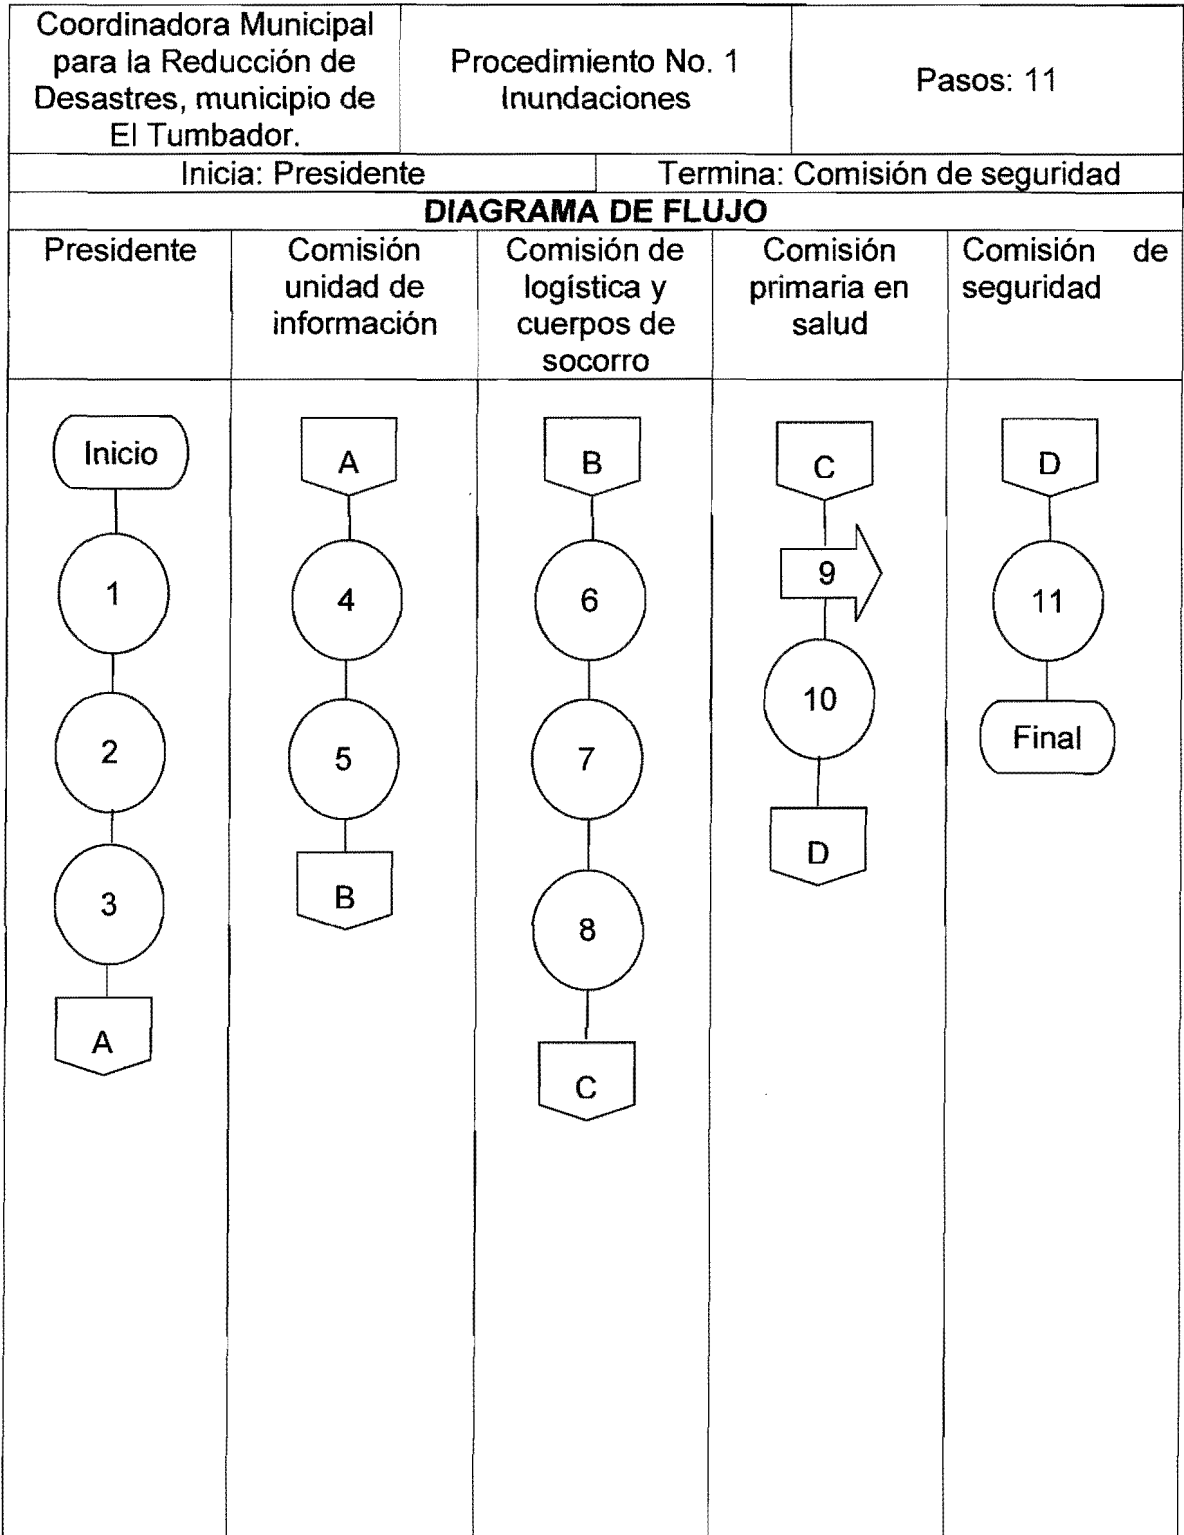 Coordinadora Municipal
para la Reducción de
Desastres, municipio de
El Tumbador.
Procedimiento No. 1
Inundaciones
Pasos: 11
Inicia: Presidente
Termina: Comisión de seguridad
DIAGRAMA DE FLUJO
Presidente
Comisión
unidad de
información
Comisión de
logística y
cuerpos de
socorro
Comisión
primaria en
salud
Comisión de
seguridad
Inicio
1
2
3
A
A
4
5
B
B
6
7
8
C
C
9
10
D
D
11
Final